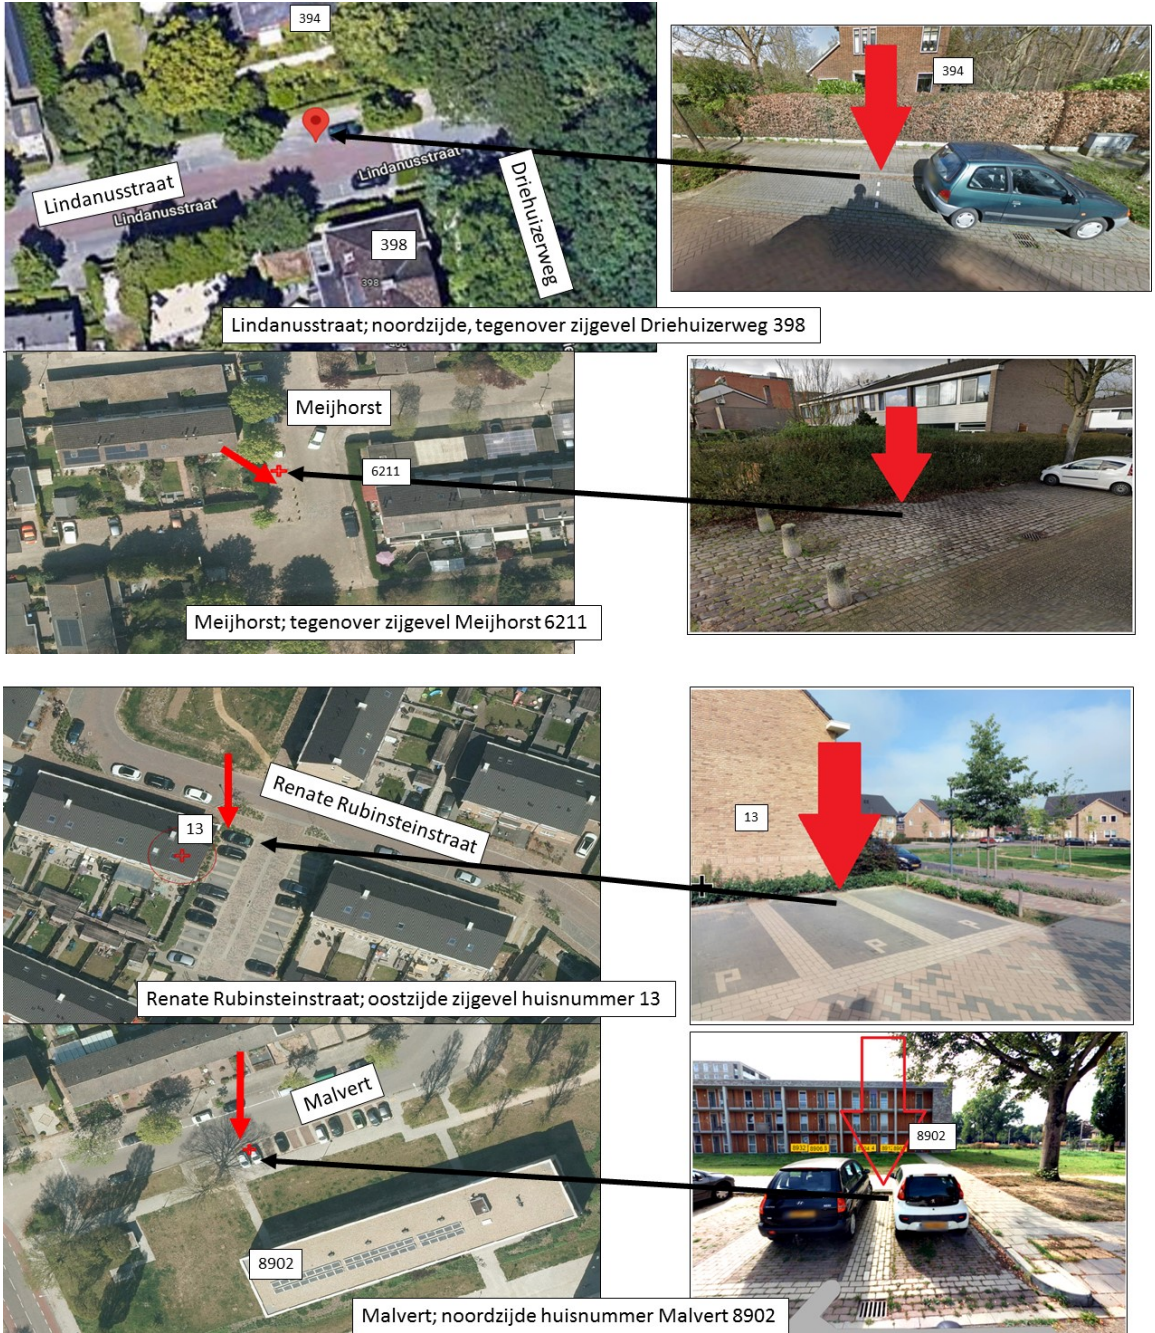 394
394
Lindanusstraat
Lindanusstraat
Lindanusstraat
Driehuizerweg
398
398
Lindanusstraat; noordzijde, tegenover zijgevel Driehuizerweg 398
Meijhorst
6211
Meijhorst; tegenover zijgevel Meijhorst 6211
Renate Rubinsteinstraat
13
13
P
P
Renate Rubinsteinstraat; oostzijde zijgevel huisnummer 13
Malvert
8902
8902
Malvert; noordzijde huisnummer Malvert 8902